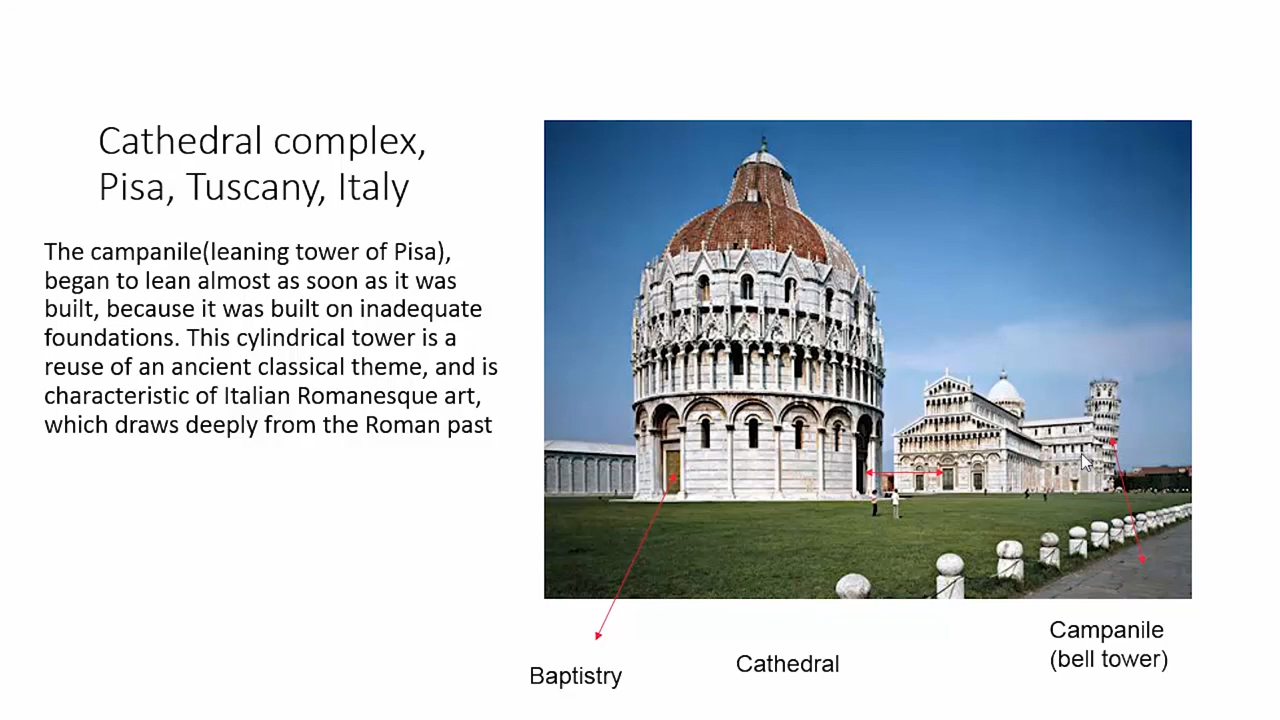 Cathedral complex,
Pisa, Tuscany, Italy
The campanile(leaning tower of Pisa),
began to lean almost as soon as it was
built, because it was built on inadequate
foundations. This cylindrical tower is a
reuse of an ancient classical theme, and is
characteristic of Italian Romanesque art,
which draws deeply from the Roman past
Baptistry
Cathedral
Campanile
(bell tower)